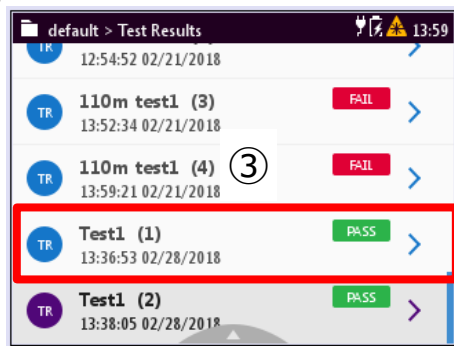 default > Test Results 13:59
TR
12:54:52 02/21/2018
TR 110m test1 (3) FAIL
13:52:34 02/21/2018
TR 110m test1 (4) FAIL
13:59:21 02/21/2018
③
TR Test1 (1) PASS
13:36:53 02/28/2018
TR Test1 (2) PASS
13:38:05 02/28/2018